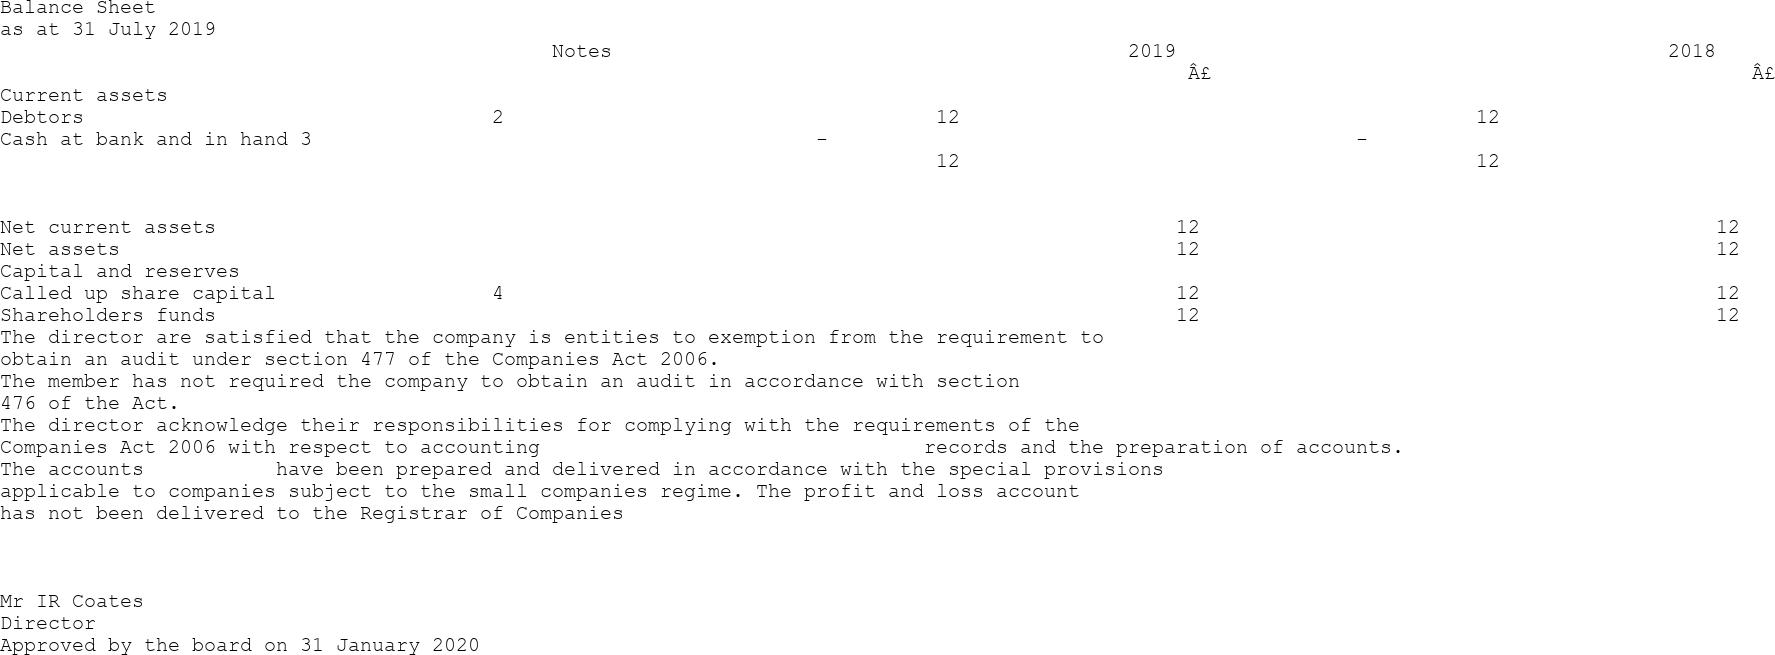 Balance Sheet
as at 31 July 2019
Notes 2019 2018
Â£ Â£
Current assets
Debtors 2 12 12
Cash at bank and in hand 3 - -
12 12
Net current assets 12 12
Net assets 12 12
Capital and reserves
Called up share capital 4 12 12
Shareholders funds 12 12
The director are satisfied that the company is entities to exemption from the requirement to
obtain an audit under section 477 of the Companies Act 2006.
The member has not required the company to obtain an audit in accordance with section
476 of the Act.
The director acknowledge their responsibilities for complying with the requirements of the
Companies Act 2006 with respect to accounting records and the preparation of accounts.
The accounts have been prepared and delivered in accordance with the special provisions
applicable to companies subject to the small companies regime. The profit and loss account
has not been delivered to the Registrar of Companies
Mr IR Coates
Director
Approved by the board on 31 January 2020